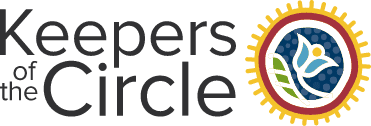 Keepers
of the
Circle